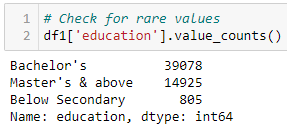 1 # Check for rare values
2 df1['education'].value_counts()
Bachelor's 39078
Master's & above 14925
Below Secondary 805
Name: education, dtype: int64